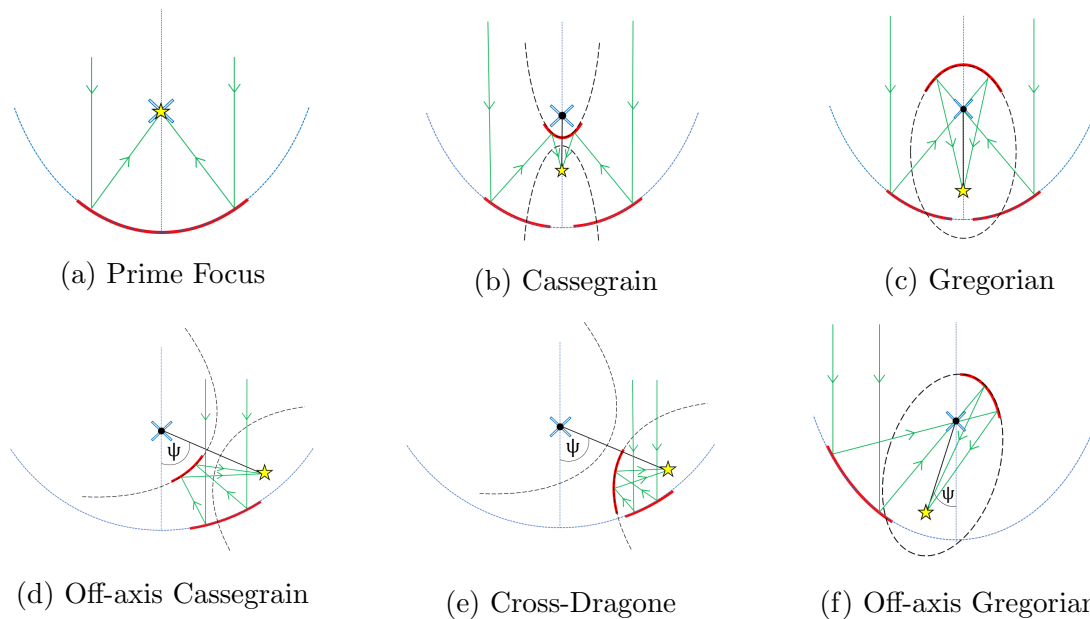 (a) Prime Focus
(b) Cassegrain
(c) Gregorian
ψ
ψ
ψ
(d) Off-axis Cassegrain
(e) Cross-Dragone
(f) Off-axis Gregorian